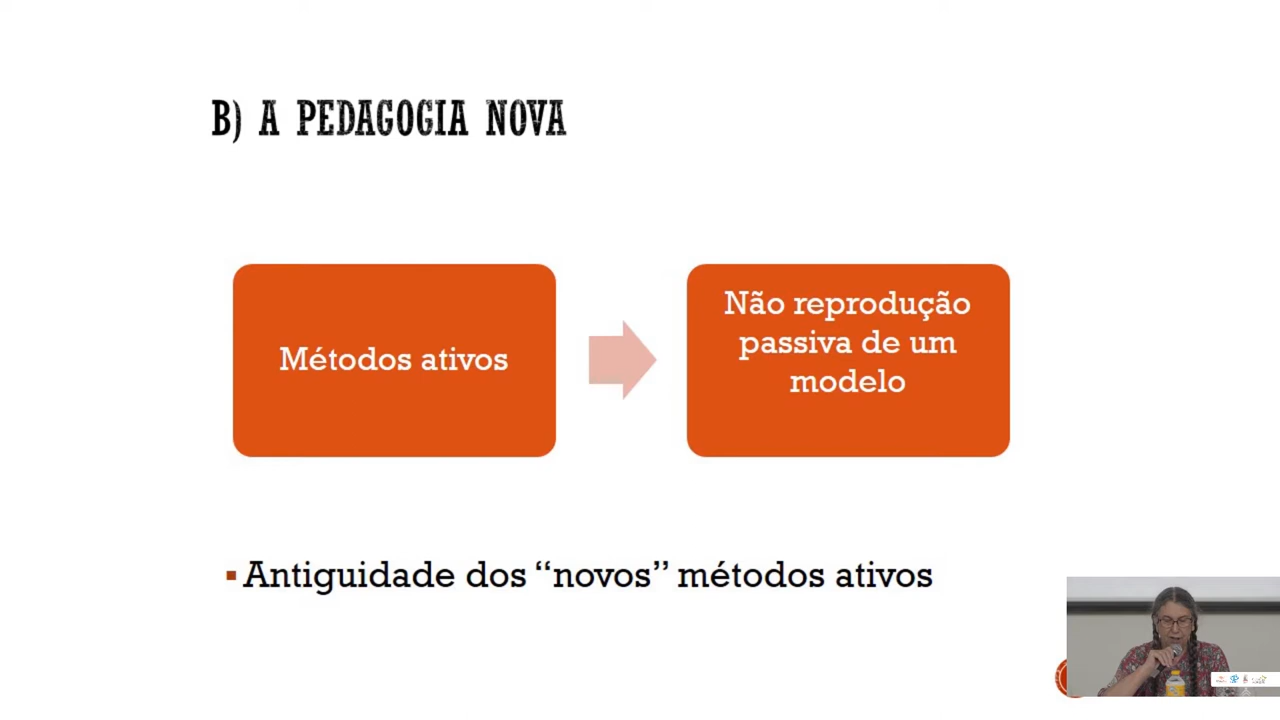 B) A PEDAGOGIA NOVA
Métodos ativos
Não reprodução
passiva de um
modelo
Antiguidade dos “novos” métodos ativos